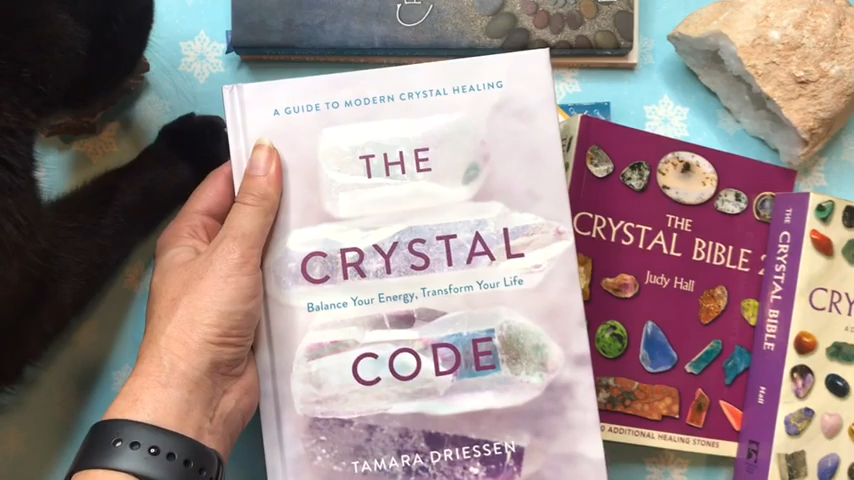 A GUIDE TO MODERN CRYSTAL HEALING
THE
CRYSTAL
Balance Your Energy, Transform Your Life
CODE
TAMARA DRIESSEN
THE
CRYSTAL BIBLE 2
Judy Hall
ADDITIONAL HEALING STONES
THE CRYSTAL BIBLE
Hall